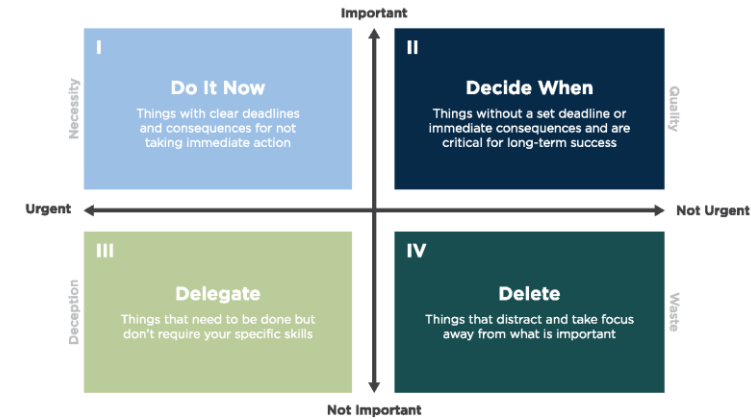 Important
I
Do It Now
Things with clear deadlines
and consequences for not
taking immediate action
Necessity
II
Decide When
Things without a set deadline or
immediate consequences and are
critical for long-term success
Quality
Urgent
Not Urgent
III
Delegate
Things that need to be done but
don't require your specific skills
Deception
IV
Delete
Things that distract and take focus
away from what is important
Waste
Not Important